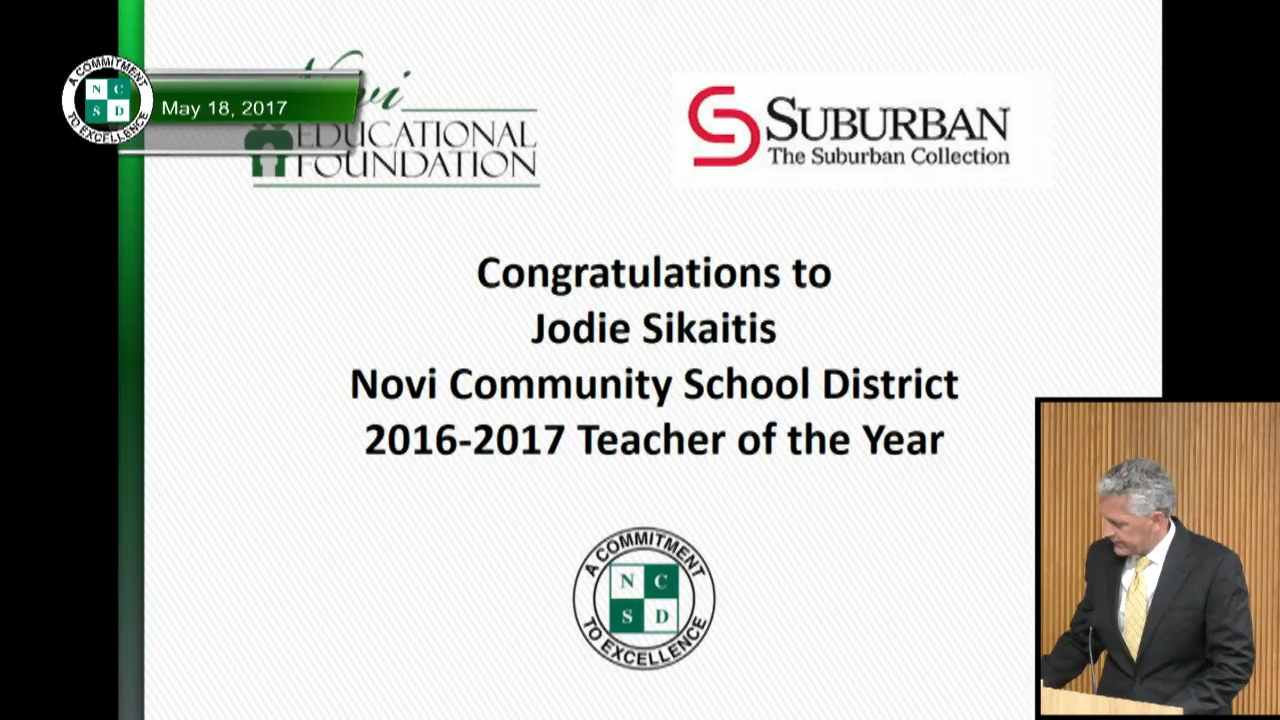 A COMMITMENT
N C
S D
TO EXCELLENCE
May 18, 2017
Novi
EDUCATIONAL
FOUNDATION
SUBURBAN
The Suburban Collection
Congratulations to
Jodie Sikaitis
Novi Community School District
2016-2017 Teacher of the Year
A COMMITMENT
N C
S D
TO EXCELLENCE